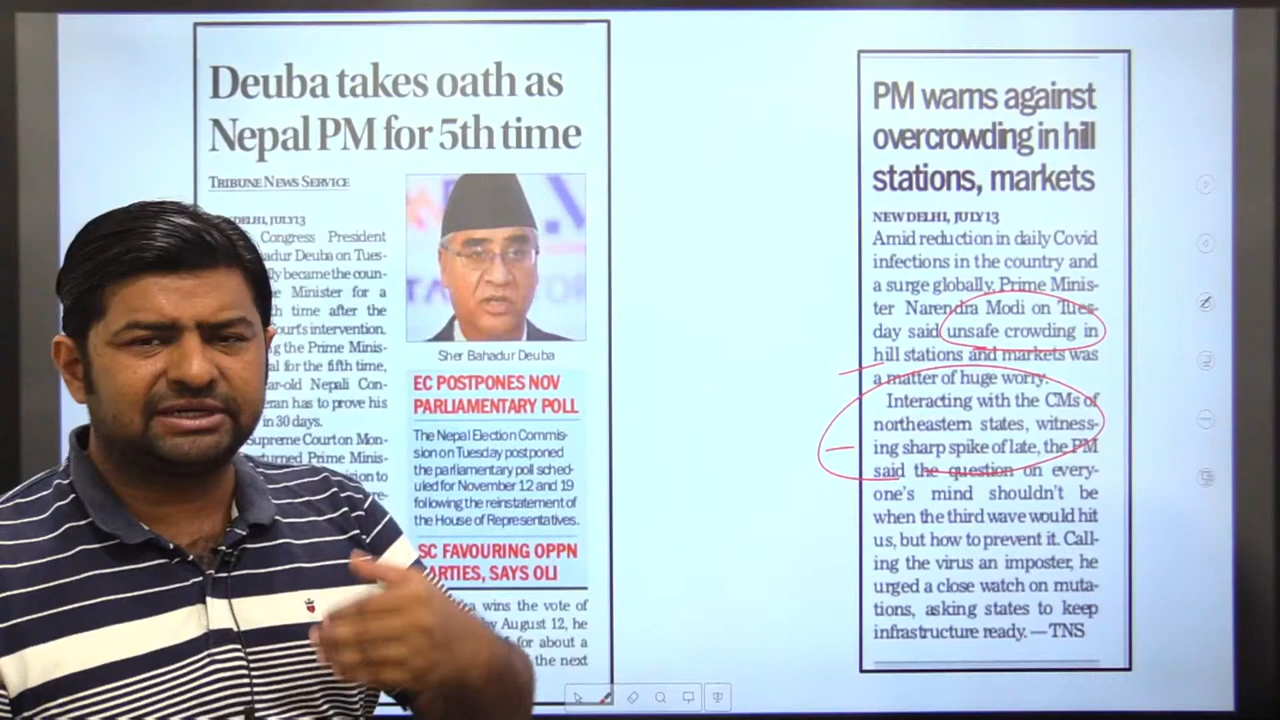 Deuba takes oath as
Nepal PM for 5th time
TRIBUNE NEWS SERVICE
DELHI, JULY 13
Congress President
Deuba on Tues-
became the coun-
Minister for a
time after the
intervention.
the Prime Minis-
for the fifth time,
Nepali Con-
has to prove his
in 30 days.
Supreme Court on Mon-
Prime Minis-
to
Sher Bahadur Deuba
EC POSTPONES NOV
PARLIAMENTARY POLL
The Nepal Election Commis-
sion on Tuesday postponed
the parliamentary poll sched-
uled for November 12 and 19
following the reinstatement of
the House of Representatives.
SC FAVOURING OPPN
PARTIES, SAYS OLI
wins the vote of
by August 12, he
for about a
the next
PM warns against
overcrowding in hill
stations, markets
NEW DELHI, JULY 13
Amid reduction in daily Covid
infections in the country and
a surge globally, Prime Minis-
ter Narendra Modi on Tues-
day said unsafe crowding in
hill stations and markets was
a matter of huge worry.
Interacting with the CMs of
northeastern states, witness-
ing sharp spike of late, the PM
said the question on every-
one's mind shouldn't be
when the third wave would hit
us, but how to prevent it. Call-
ing the virus an imposter, he
urged a close watch on muta-
tions, asking states to keep
infrastructure ready. — TNS